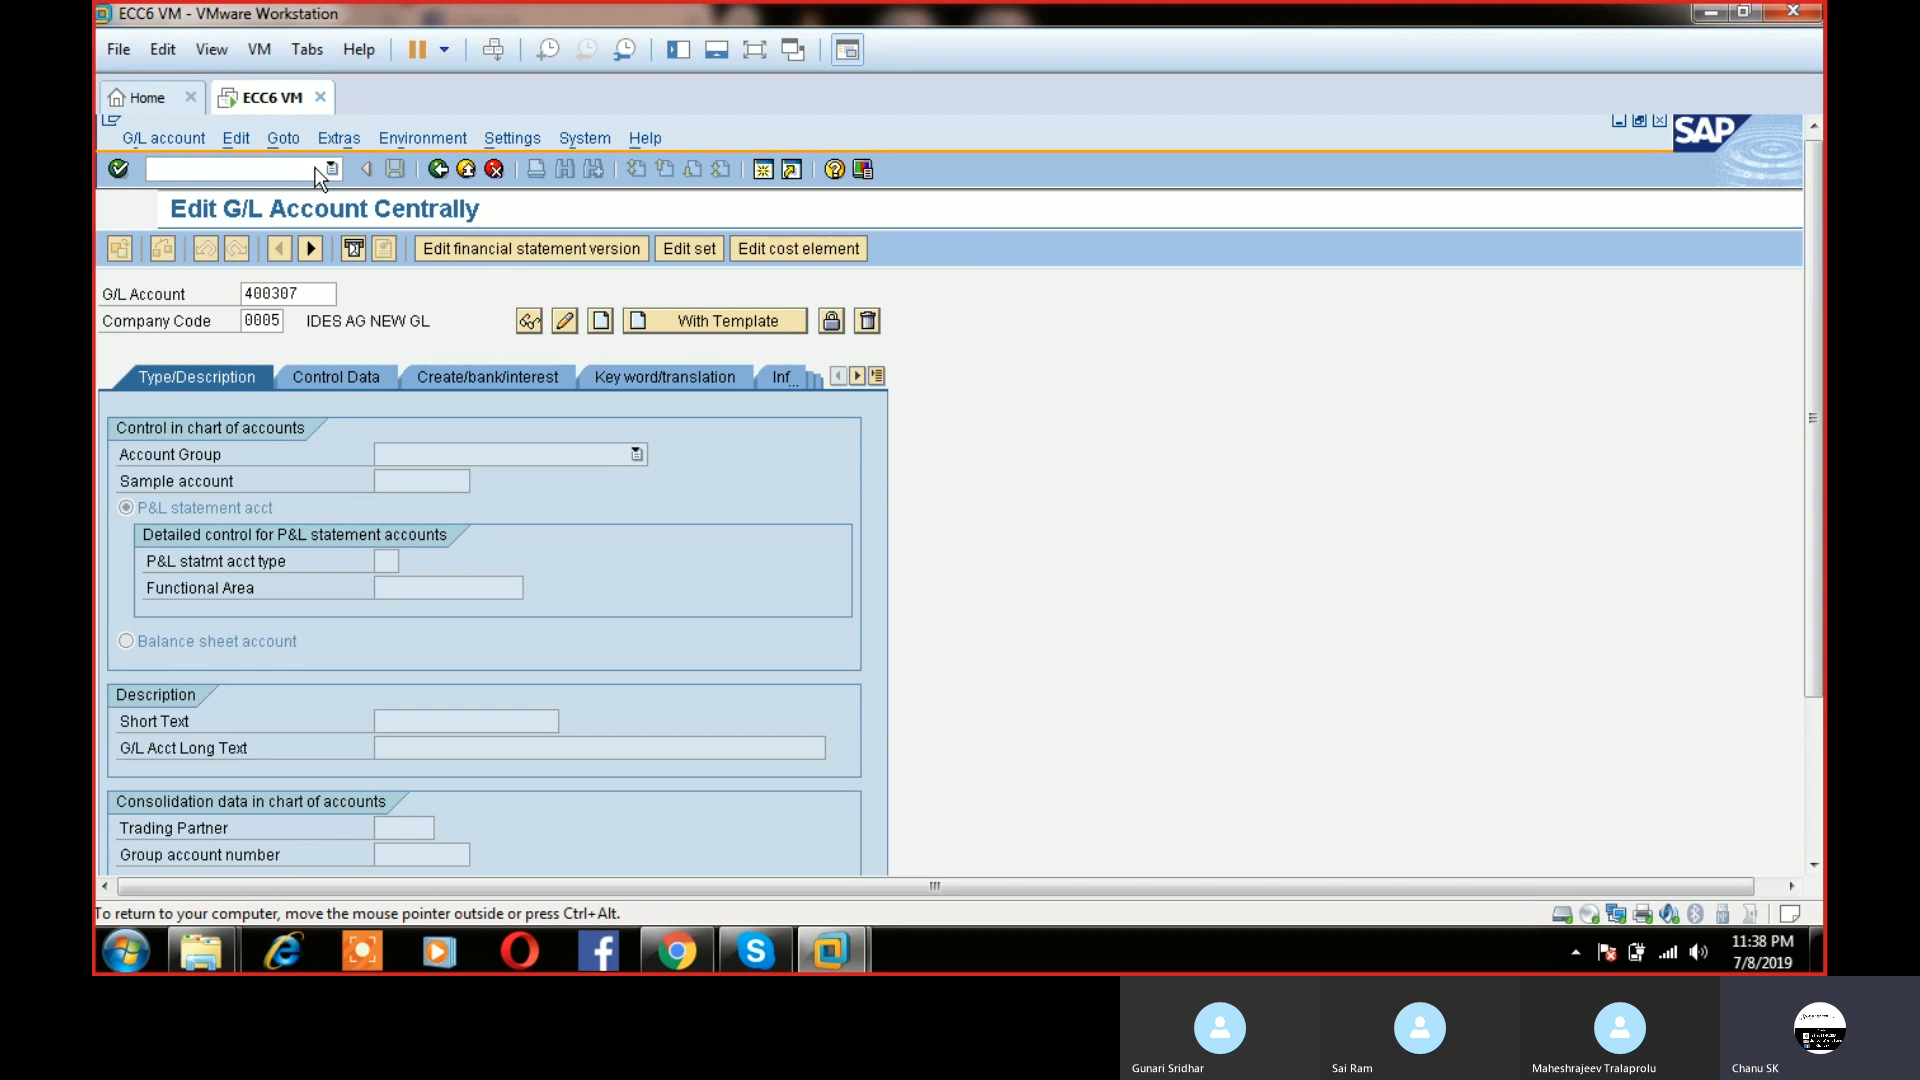 ECC6 VM - VMware Workstation
File Edit View VM Tabs Help
Home ECC6 VM
G/L account Edit Goto Extras Environment Settings System Help
SAP
Edit G/L Account Centrally
Edit financial statement version Edit set Edit cost element
G/L Account 400307
Company Code 0005 IDES AG NEW GL With Template
Type/Description Control Data Create/bank/interest Key word/translation Inf...
Control in chart of accounts
Account Group
Sample account
P&L statement acct
Detailed control for P&L statement accounts
P&L statmt acct type
Functional Area
Balance sheet account
Description
Short Text
G/L Acct Long Text
Consolidation data in chart of accounts
Trading Partner
Group account number
To return to your computer, move the mouse pointer outside or press Ctrl+Alt.
11:38 PM
7/8/2019
Gunari Sridhar Sai Ram Maheshrajeev Tralaprolu Chanu SK